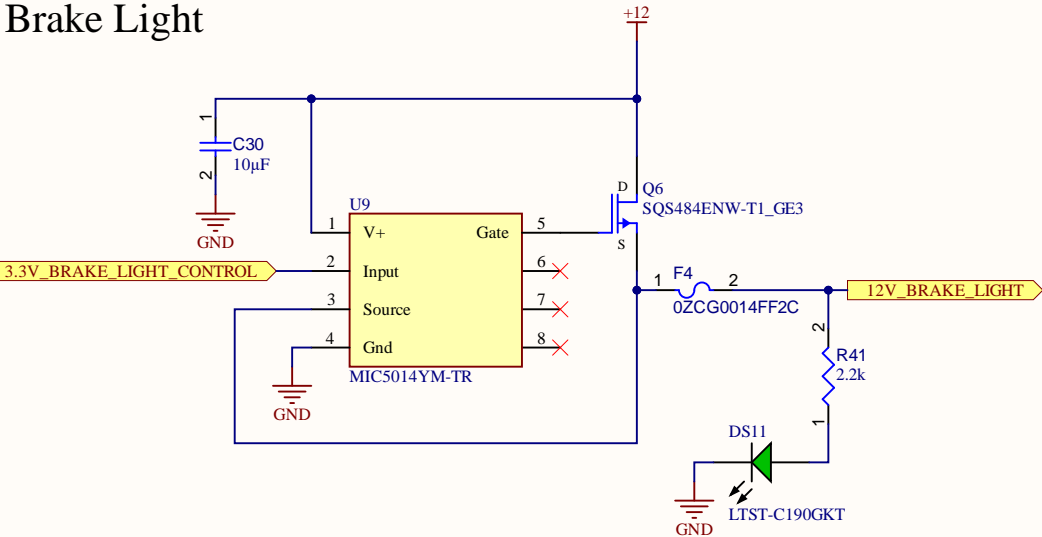 Brake Light
+12
1
C30
10µF
2
GND
D
Q6
SQS484ENW-T1_GE3
S
U9
1
V+
Gate
5
3.3V_BRAKE_LIGHT_CONTROL
2
Input
6
3
Source
7
4
Gnd
8
MIC5014YM-TR
GND
1
F4
2
0ZCG0014FF2C
12V_BRAKE_LIGHT
2
R41
2.2k
1
DS11
LTST-C190GKT
GND